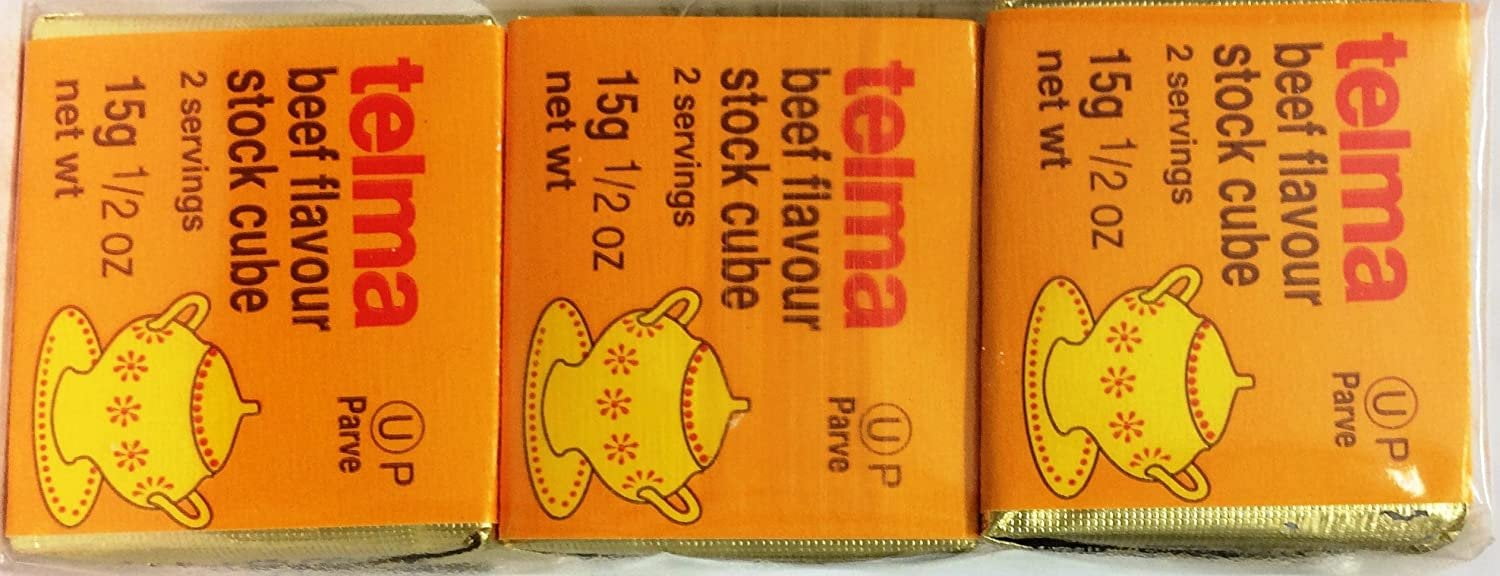 telma
beef flavour
stock cube
2 servings
15g 1/2 oz
net wt
U P
Parve
telma
beef flavour
stock cube
2 servings
15g 1/2 oz
net wt
U P
Parve
telma
beef flavour
stock cube
2 servings
15g 1/2 oz
net wt
U P
Parve